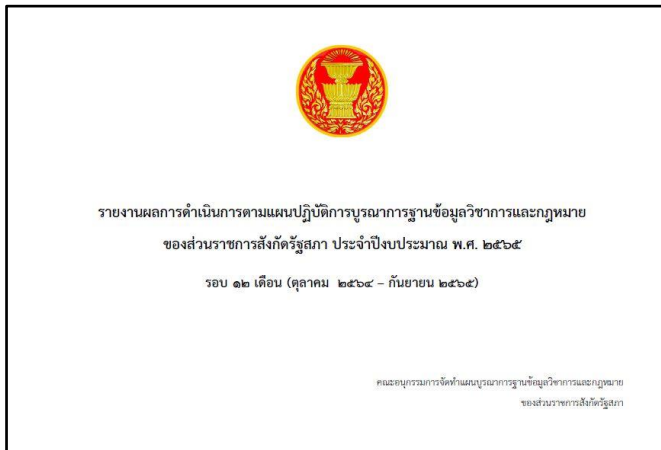 รายงานผลการดำเนินการตามแผนปฏิบัติการบูรณาการฐานข้อมูลวิชาการและกฎหมาย
ของส่วนราชการสังกัดรัฐสภา ประจำปีงบประมาณ พ.ศ. ๒๕๖๕
รอบ ๑๒ เดือน (ตุลาคม ๒๕๖๔ – กันยายน ๒๕๖๕)
คณะอนุกรรมการจัดทำแผนบูรณาการฐานข้อมูลวิชาการและกฎหมาย
ของส่วนราชการสังกัดรัฐสภา